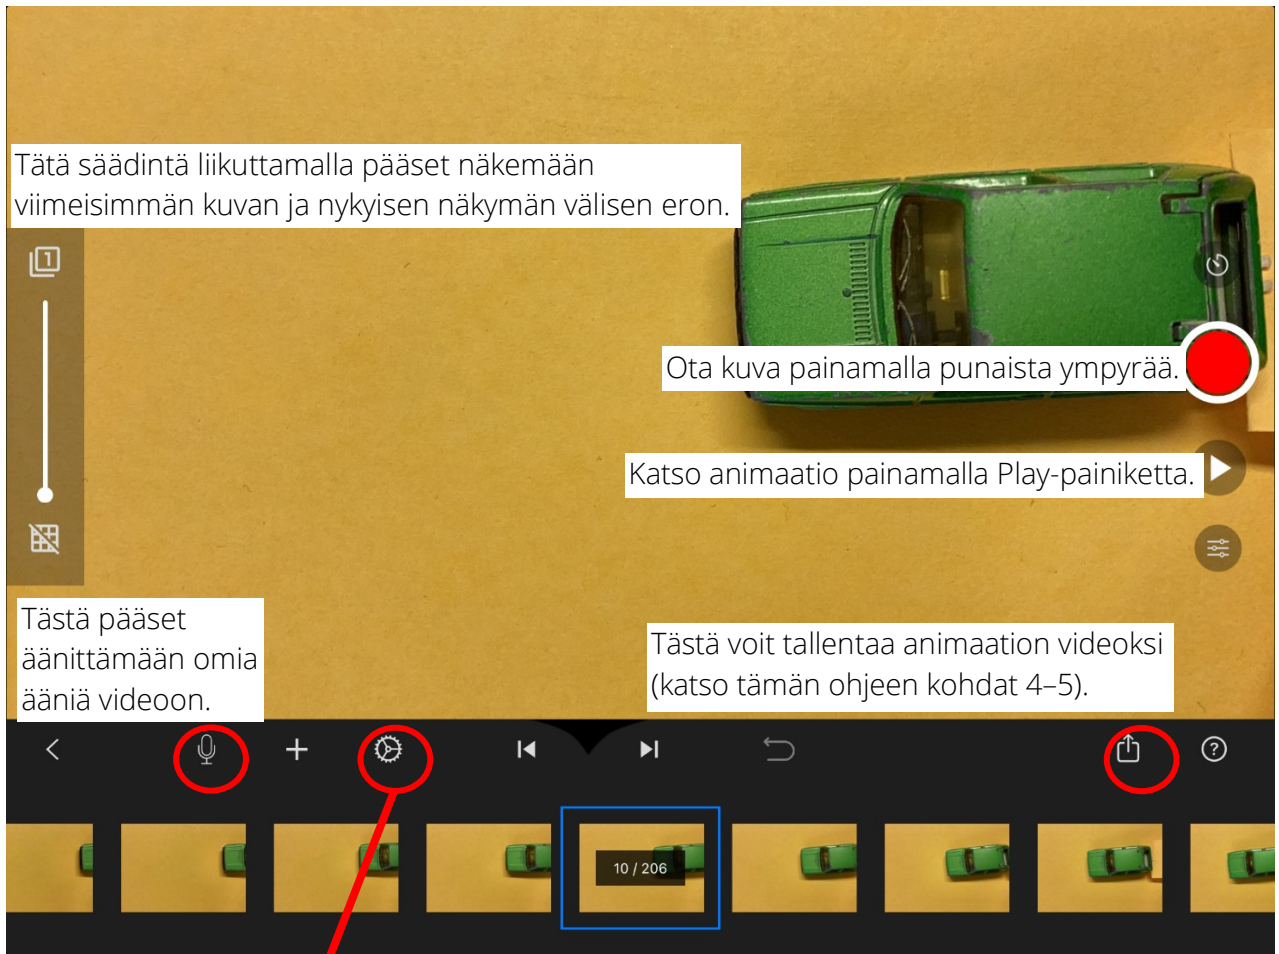 Tätä säädintä liikuttamalla pääset näkemään
viimeisimmän kuvan ja nykyisen näkymän välisen eron.
1
Ota kuva painamalla punaista ympyrää.
Katso animaatio painamalla Play-painiketta.
Tästä pääset
äänittämään omia
ääniä videoon.
Tästä voit tallentaa animaation videoksi
(katso tämän ohjeen kohdat 4–5).
?
10 / 206